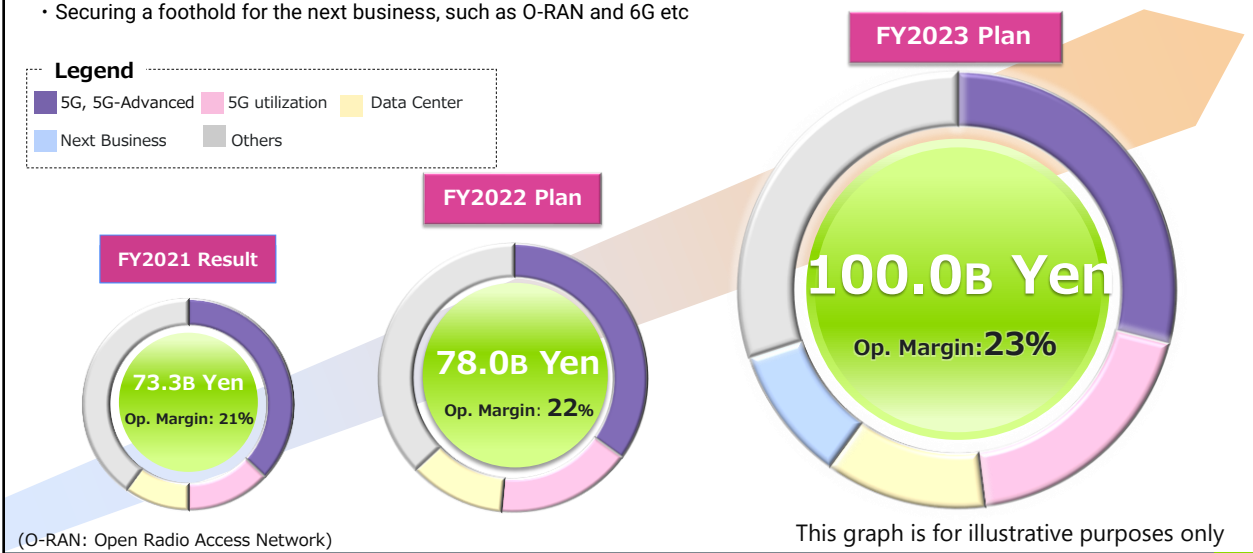 ・Securing a foothold for the next business, such as O-RAN and 6G etc
FY2023 Plan
Legend
5G, 5G-Advanced 5G utilization Data Center
Next Business Others
FY2022 Plan
FY2021 Result
100.0B Yen
Op. Margin:23%
78.0B Yen
Op. Margin: 22%
73.3B Yen
Op. Margin: 21%
(O-RAN: Open Radio Access Network)
This graph is for illustrative purposes only